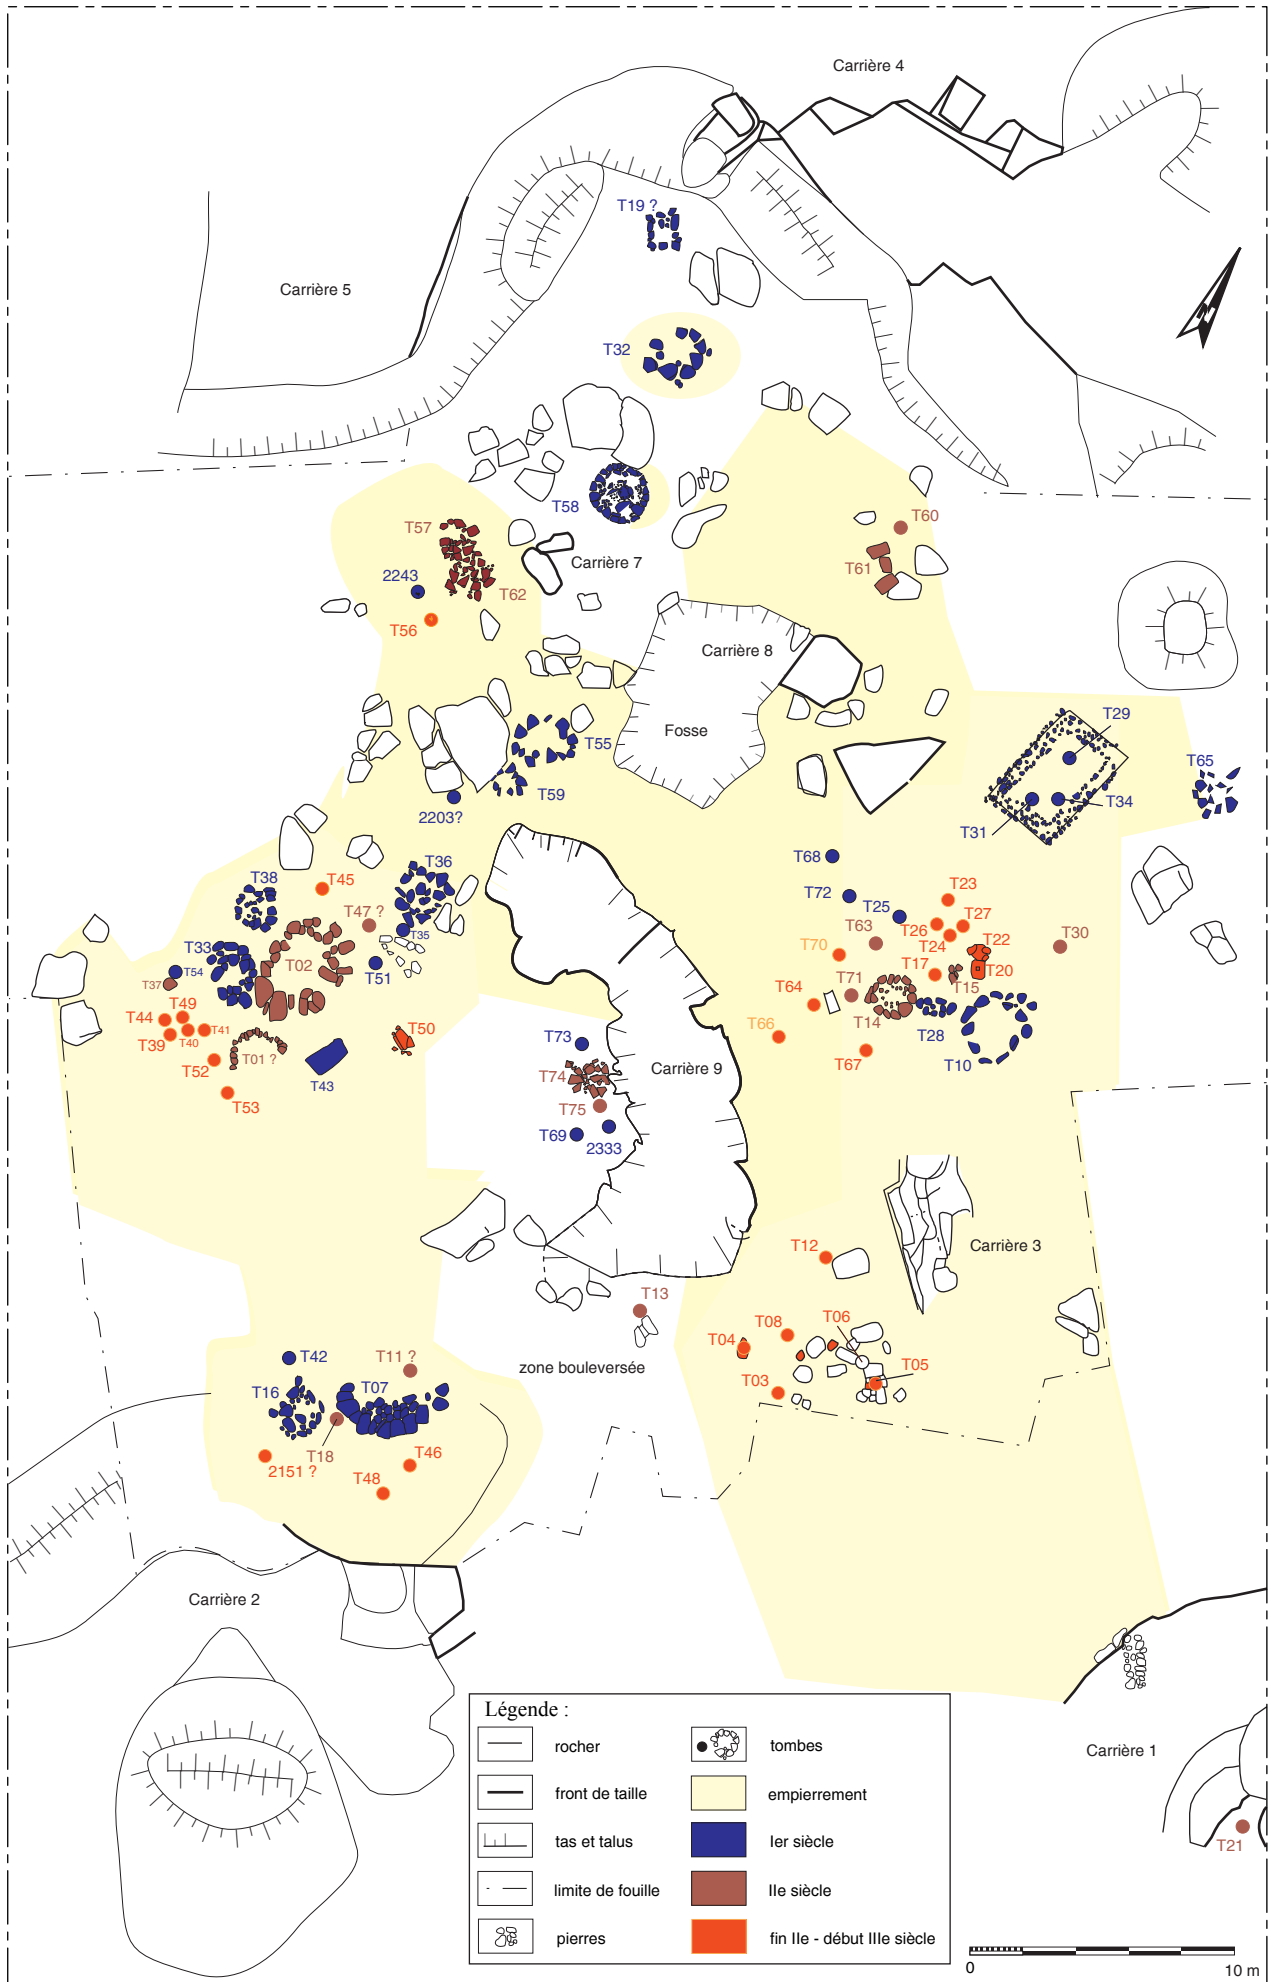 Carrière 4
T19 ?
Carrière 5
T32
T58
T57
T60
Carrière 7
T61
2243
T62
T56
Carrière 8
T29
Fosse
T55
T65
T59
T34
2203?
T31
T68
T36
T38
T45
T72
T23
T25
T47 ?
T27
T26
T63
T35
T30
T33
T24
T22
T70
T02
T17
T20
T54
T51
T15
T37
T71
T64
T49
T44
T41
T50
T14
T66
T28
T39
T40
T73
T52
T01 ?
T67
T10
T43
T74
Carrière 9
T53
T75
T69
2333
T12
Carrière 3
T13
T08
T06
T04
T42
T11 ?
zone bouleversée
T05
T16
T07
T03
T18
T46
2151 ?
T48
Carrière 2
Légende :
rocher
tombes
Carrière 1
front de taille
empierrement
tas et talus
Ier siècle
T21
limite de fouille
IIe siècle
pierres
fin IIe - début IIIe siècle
0
10 m